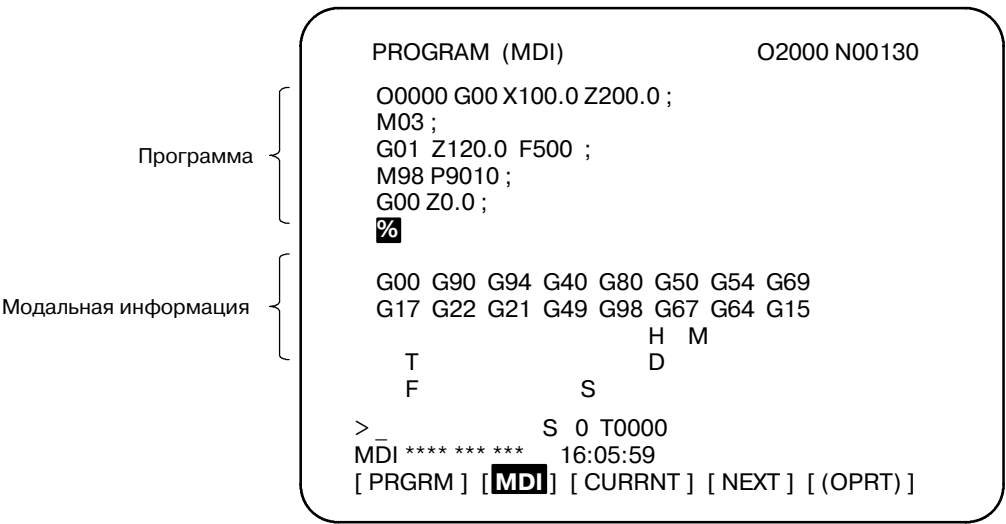 PROGRAM (MDI) O2000 N00130
O0000 G00 X100.0 Z200.0 ;
M03 ;
Программа
G01 Z120.0 F500 ;
M98 P9010 ;
G00 Z0.0 ;
%
G00 G90 G94 G40 G80 G50 G54 G69
Модальная информация
G17 G22 G21 G49 G98 G67 G64 G15
H M
T D
F S
>_ S 0 T0000
MDI **** *** *** 16:05:59
[ PRGRM ] [ MDI ] [ CURRNT ] [ NEXT ] [ (OPRT) ]